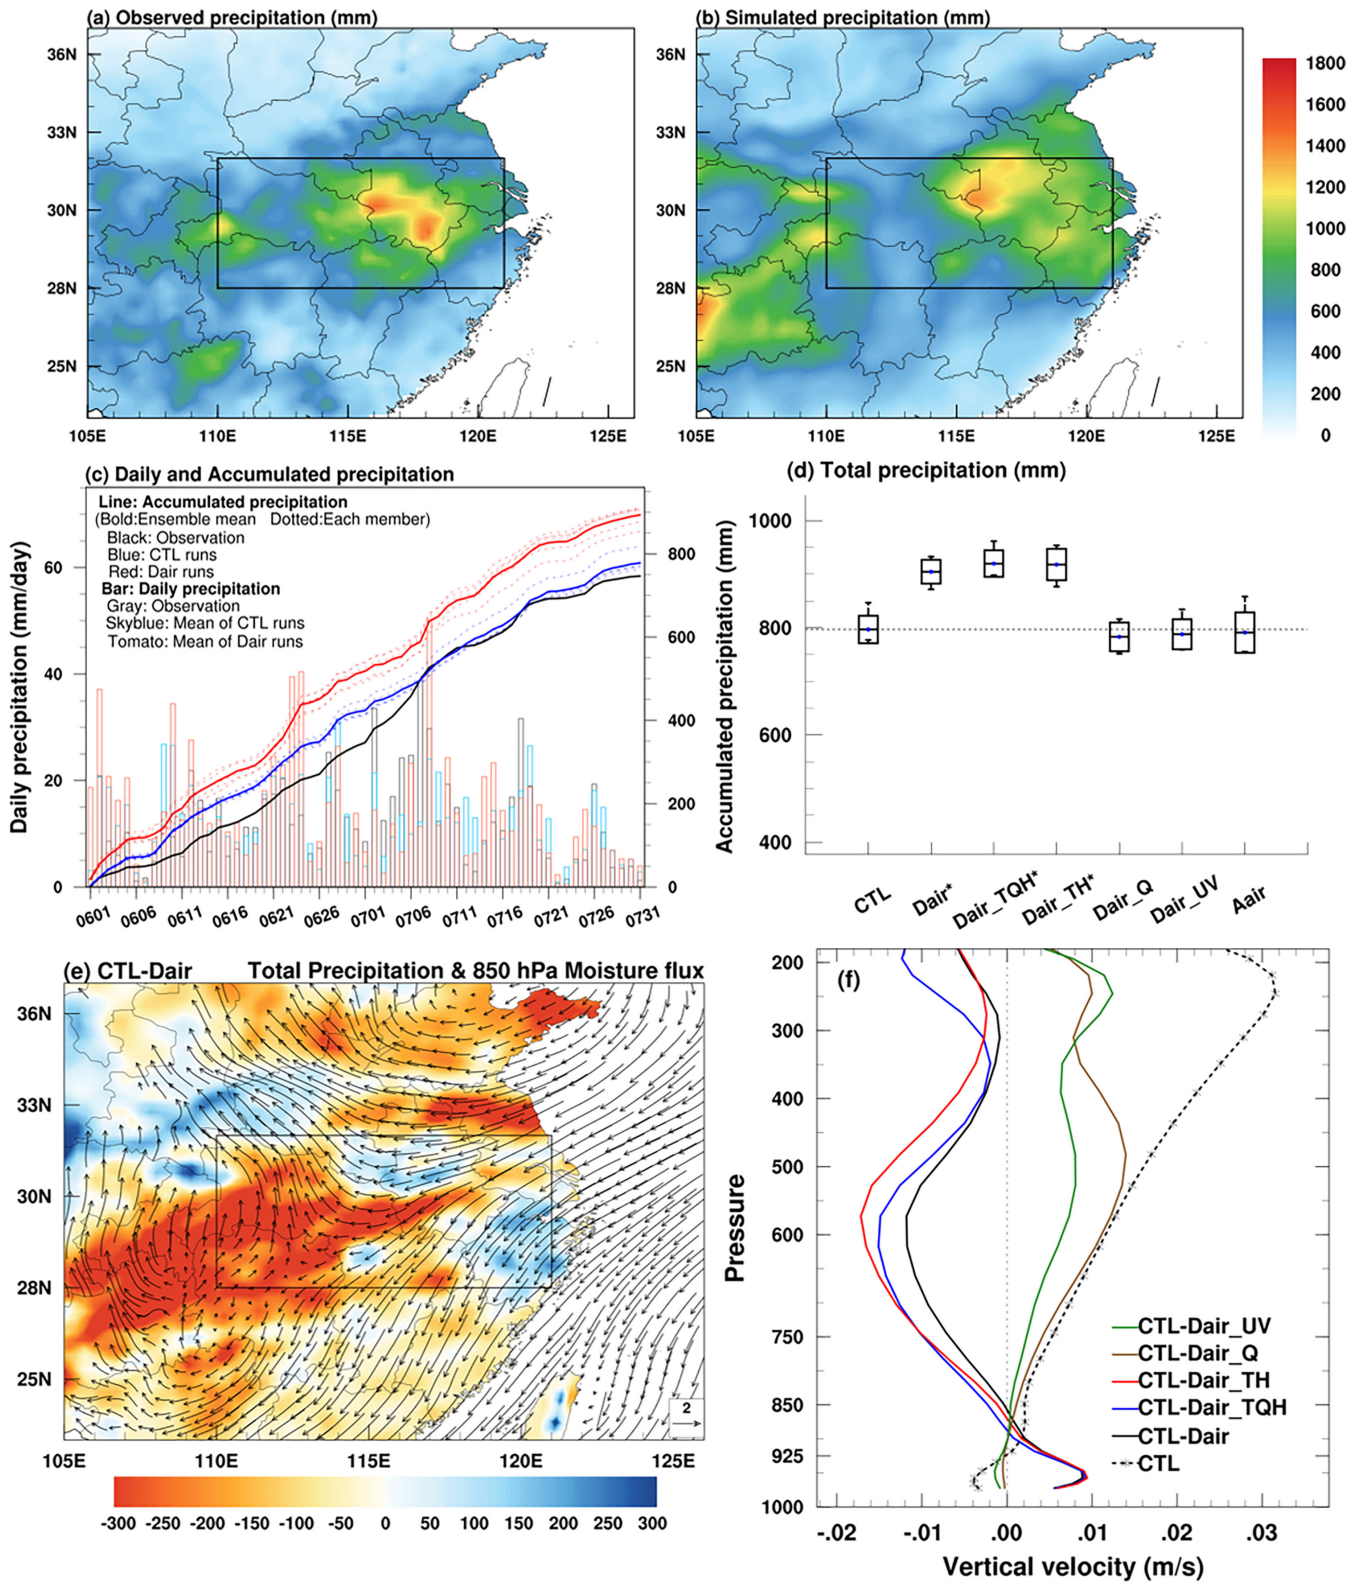 (a) Observed precipitation (mm)
(b) Simulated precipitation (mm)
36N
33N
30N
28N
25N
105E 110E 115E 120E 125E
36N
33N
30N
28N
25N
105E 110E 115E 120E 125E
1800
1600
1400
1200
1000
800
600
400
200
0
(c) Daily and Accumulated precipitation
Line: Accumulated precipitation
(Bold:Ensemble mean Dotted:Each member)
Black: Observation
Blue: CTL runs
Red: Dair runs
Bar: Daily precipitation
Gray: Observation
Skyblue: Mean of CTL runs
Tomato: Mean of Dair runs
Daily precipitation (mm/day)
60
40
20
0
800
600
400
200
0
0601 0606 0611 0616 0621 0626 0701 0706 0711 0716 0721 0726 0731
(d) Total precipitation (mm)
Accumulated precipitation (mm)
1000
800
600
400
CTL Dair* Dair_TQH* Dair_TH* Dair_Q Dair_UV Aair
(e) CTL-Dair Total Precipitation & 850 hPa Moisture flux
36N
33N
30N
28N
25N
2
105E 110E 115E 120E 125E
-300 -250 -200 -150 -100 -50 0 50 100 150 200 250 300
(f)
Pressure
200
300
400
500
600
750
850
925
1000
CTL-Dair_UV
CTL-Dair_Q
CTL-Dair_TH
CTL-Dair_TQH
CTL-Dair
CTL
-.02 -.01 .00 .01 .02 .03
Vertical velocity (m/s)